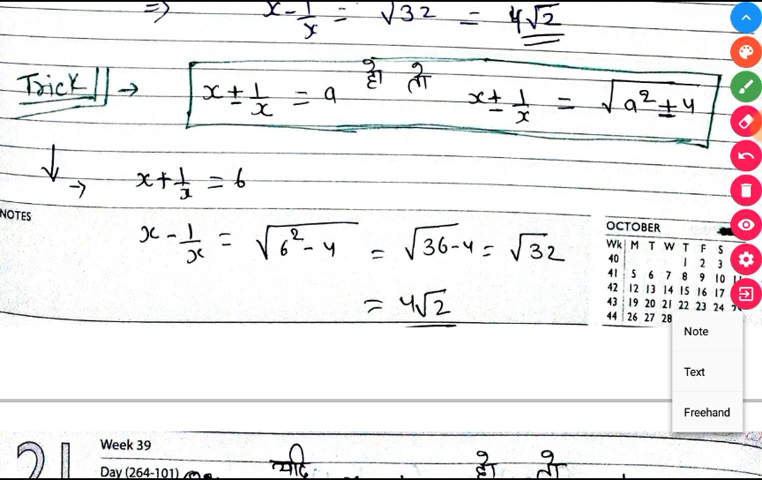 => x - 1/x = √32 = 4√2
Trick || → x ± 1/x = a हो तो x ± 1/x = √a² ± 4
↓ → x + 1/x = 6
NOTES
x - 1/x = √6² - 4 = √36 - 4 = √32
= 4√2
OCTOBER
Wk M T W T F S
40 1 2 3
41 5 6 7 8 9 10
42 12 13 14 15 16 17
43 19 20 21 22 23 24
44 26 27 28
Note
Text
Freehand
21 Week 39
Day (264-101)
यदि हो तो